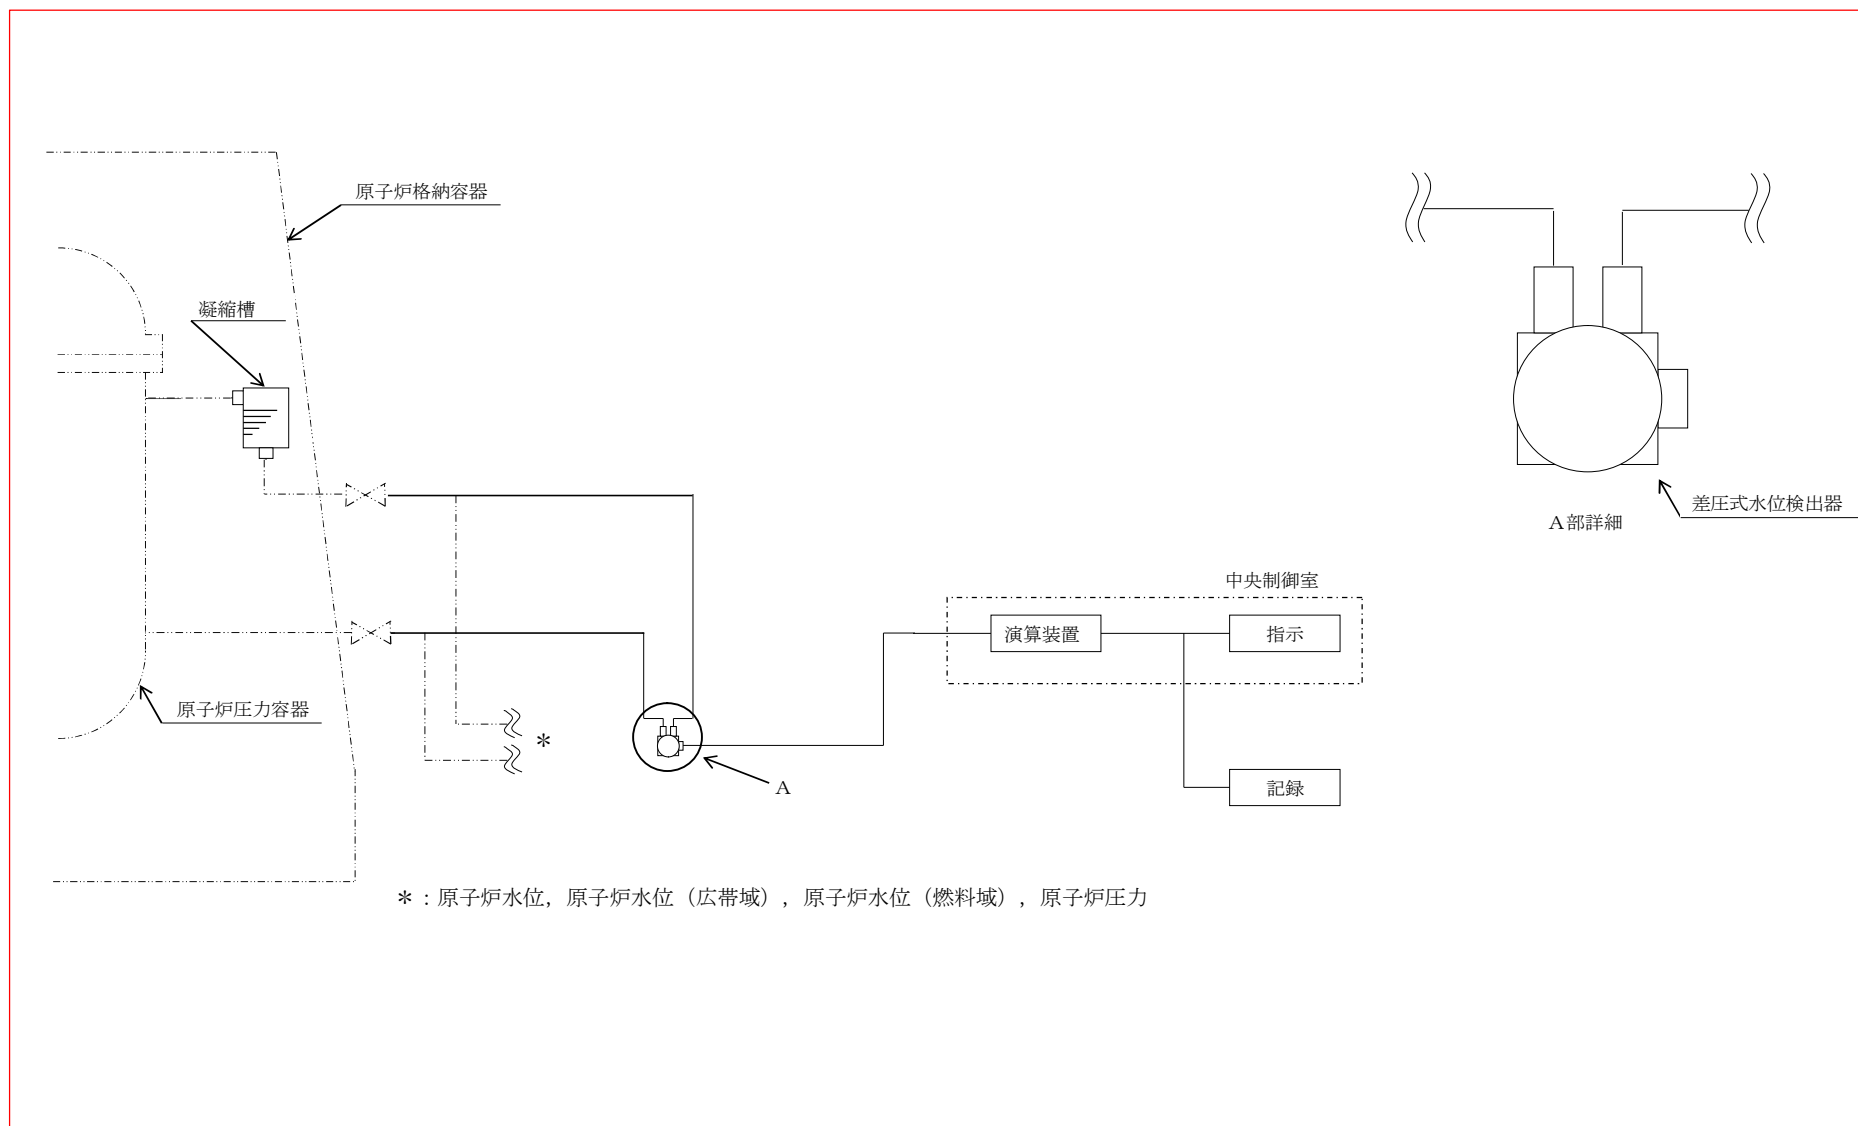 原子炉格納容器
凝縮槽
差圧式水位検出器
A部詳細
中央制御室
演算装置
指示
原子炉圧力容器
*
A
記録
*:原子炉水位,原子炉水位(広帯域),原子炉水位(燃料域),原子炉圧力